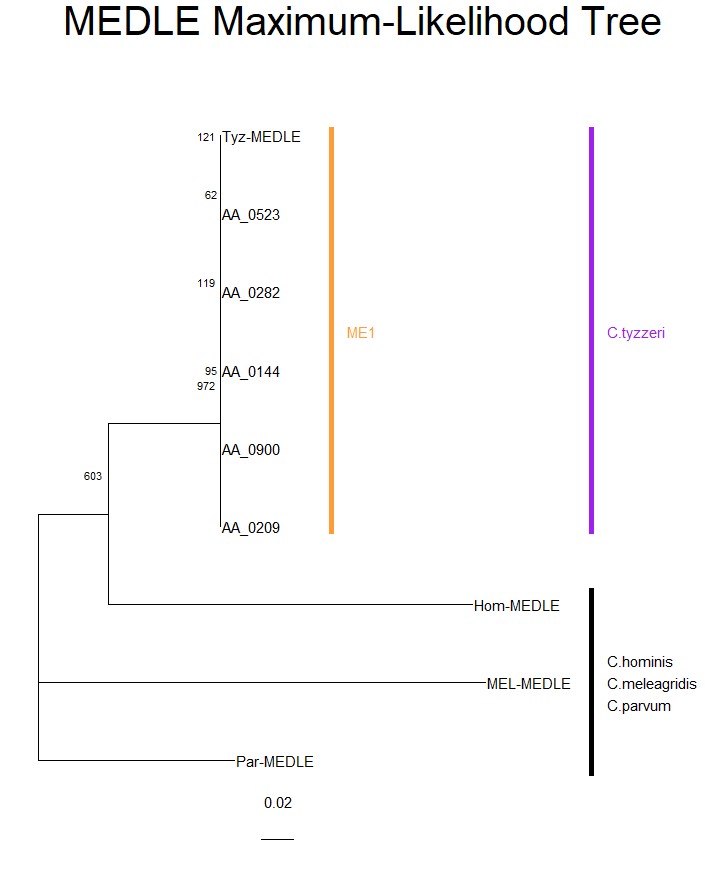 MEDLE Maximum-Likelihood Tree
121 Tyz-MEDLE
62
AA_0523
119
AA_0282
ME1
C.tyzzeri
95 AA_0144
972
AA_0900
603
AA_0209
Hom-MEDLE
C.hominis
MEL-MEDLE
C.meleagridis
C.parvum
Par-MEDLE
0.02